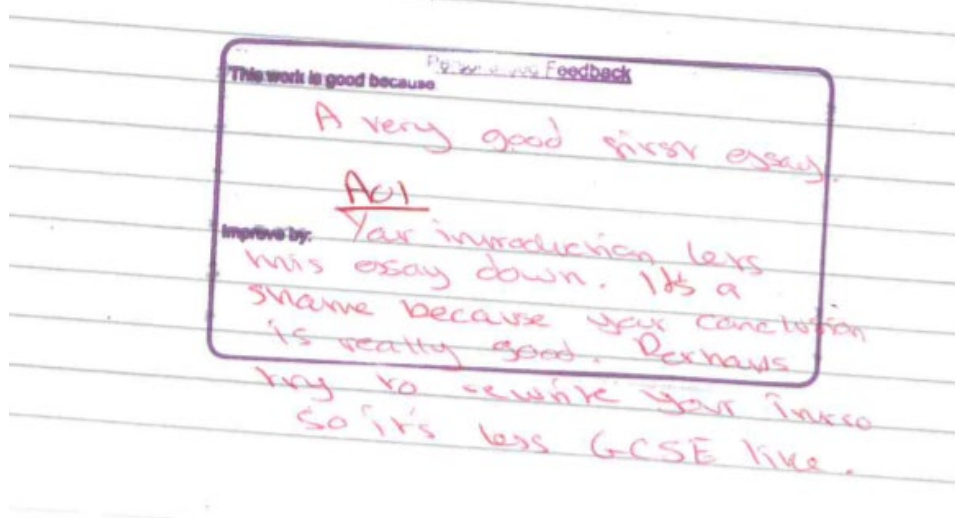 Feedback
This work is good because
A very good first essay.
AO1
Improve by: Your introduction lets
this essay down. It's a
shame because your conclusion
is really good. Perhaps
try to rewrite your intro
so it's less GCSE like.